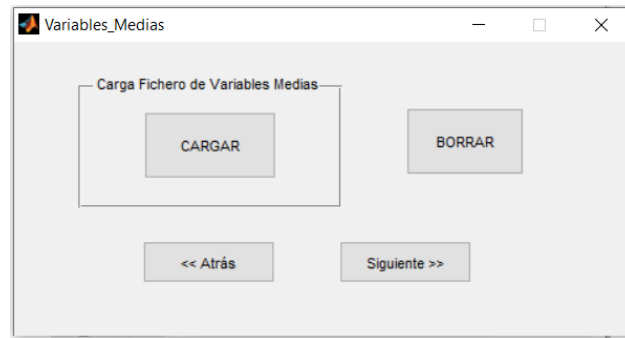 Variables_Medias
Carga Fichero de Variables Medias
CARGAR
BORRAR
<< Atrás
Siguiente >>